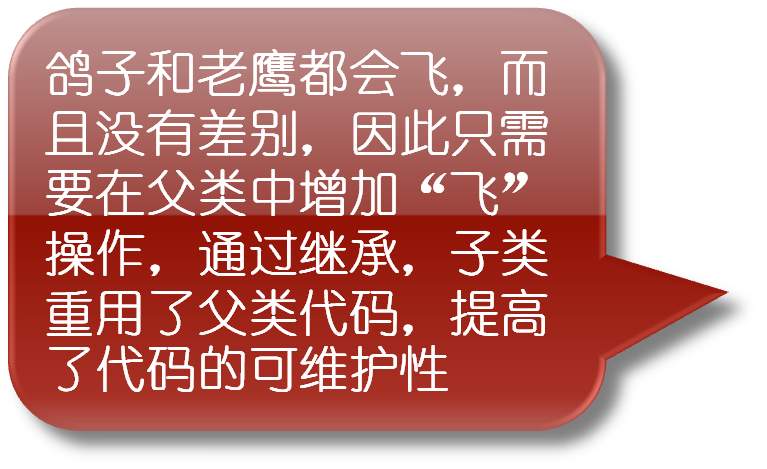 鸽子和老鹰都会飞，而
且没有差别，因此只需
要在父类中增加“飞”
操作，通过继承，子类
重用了父类代码，提高
了代码的可维护性